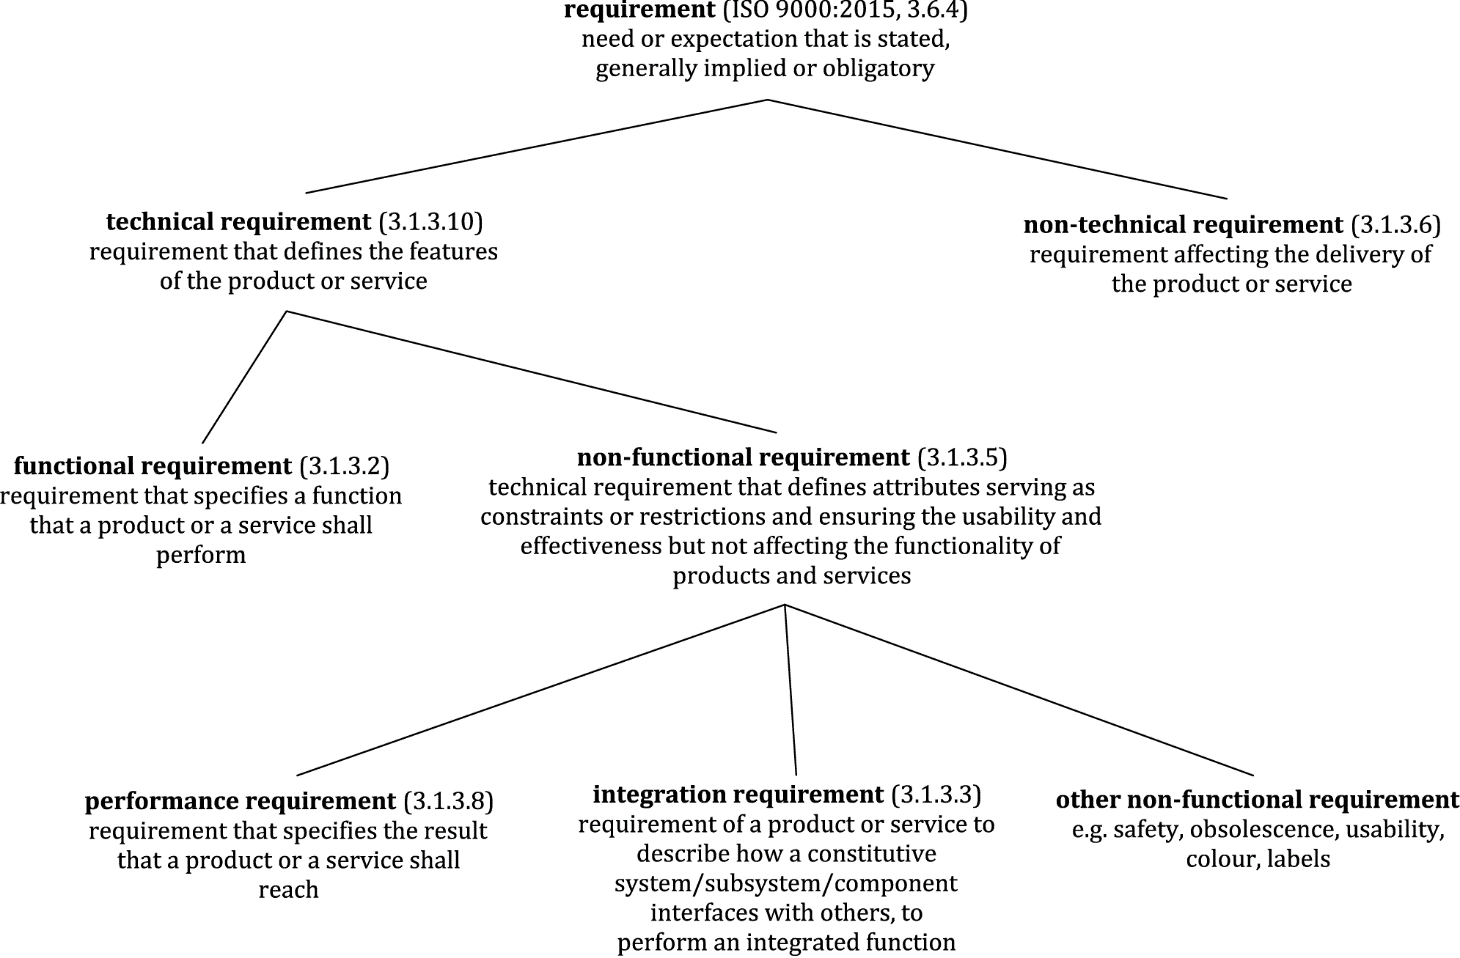 requirement (ISO 9000:2015, 3.6.4)
need or expectation that is stated,
generally implied or obligatory
technical requirement (3.1.3.10)
requirement that defines the features
of the product or service
non-technical requirement (3.1.3.6)
requirement affecting the delivery of
the product or service
functional requirement (3.1.3.2)
requirement that specifies a function
that a product or a service shall
perform
non-functional requirement (3.1.3.5)
technical requirement that defines attributes serving as
constraints or restrictions and ensuring the usability and
effectiveness but not affecting the functionality of
products and services
performance requirement (3.1.3.8)
requirement that specifies the result
that a product or a service shall
reach
integration requirement (3.1.3.3)
requirement of a product or service to
describe how a constitutive
system/subsystem/component
interfaces with others, to
perform an integrated function
other non-functional requirement
e.g. safety, obsolescence, usability,
colour, labels